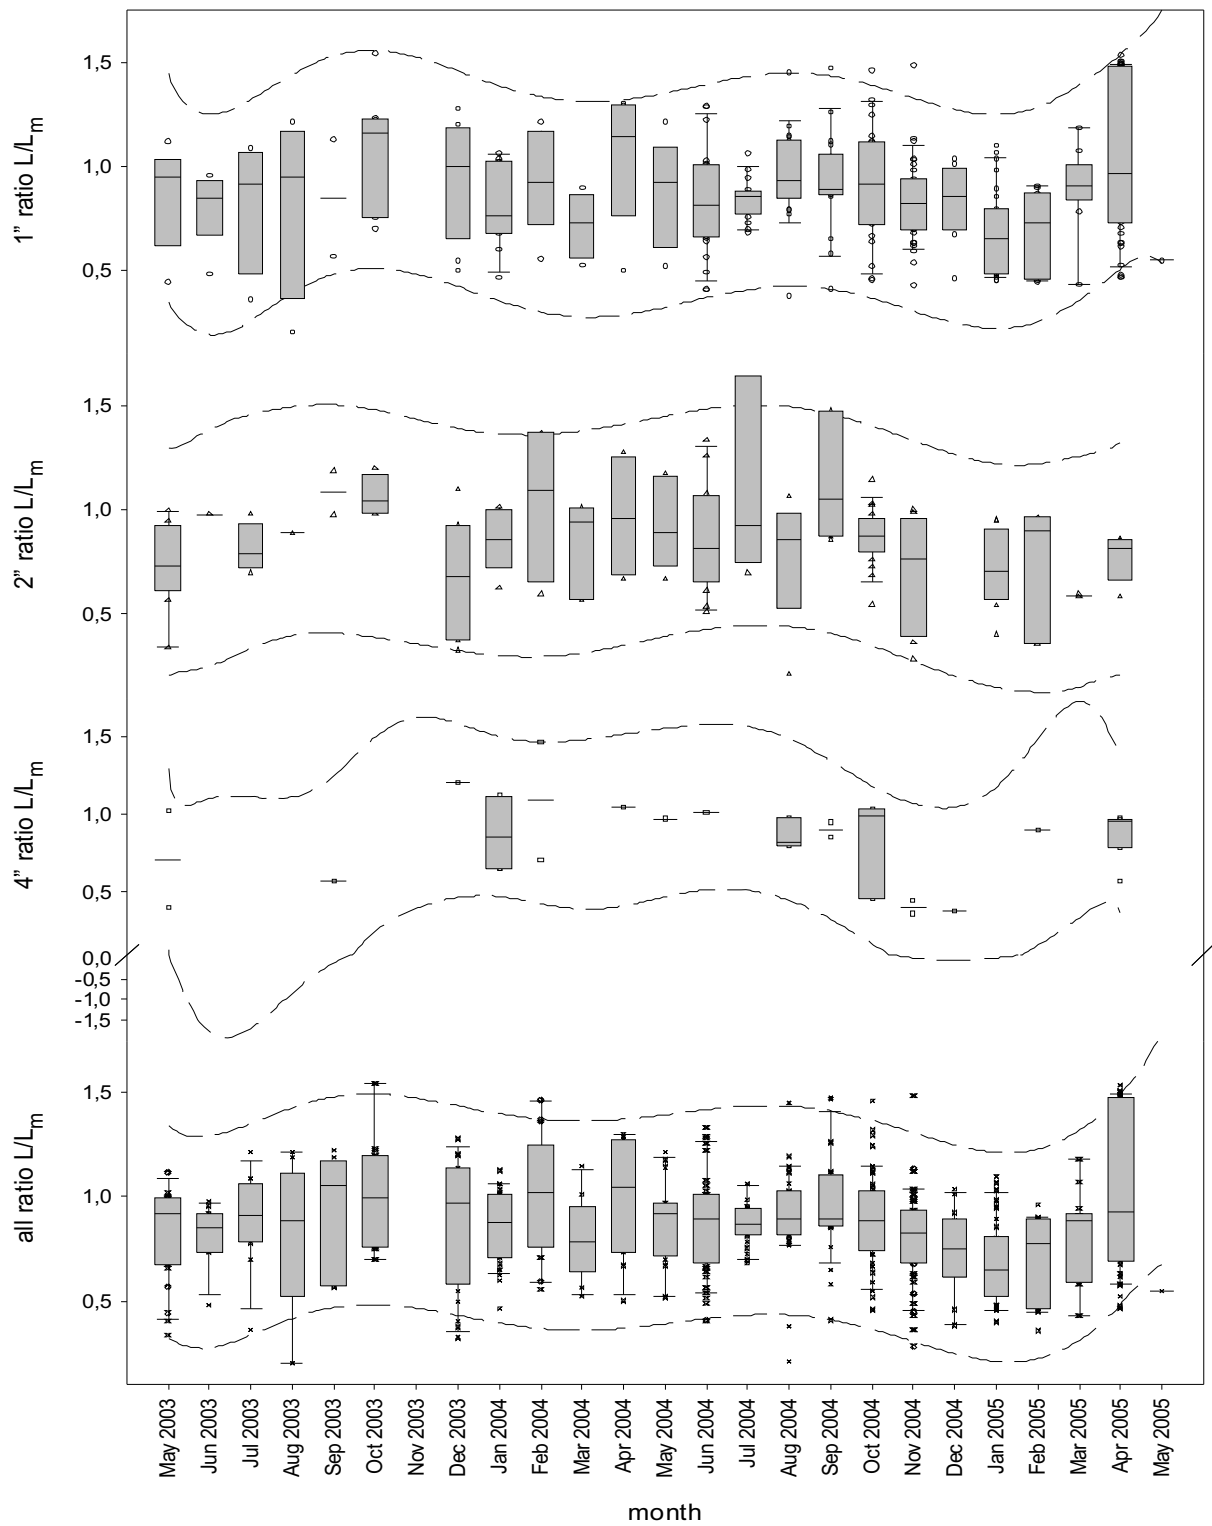 1,5
1,0
0,5
1” ratio L/Lm
1,5
1,0
0,5
2” ratio L/Lm
1,5
1,0
0,5
0,0
-0,5
-1,0
-1,5
4” ratio L/Lm
1,5
1,0
0,5
all ratio L/Lm
May 2003
Jun 2003
Jul 2003
Aug 2003
Sep 2003
Oct 2003
Nov 2003
Dec 2003
Jan 2004
Feb 2004
Mar 2004
Apr 2004
May 2004
Jun 2004
Jul 2004
Aug 2004
Sep 2004
Oct 2004
Nov 2004
Dec 2004
Jan 2005
Feb 2005
Mar 2005
Apr 2005
May 2005
month